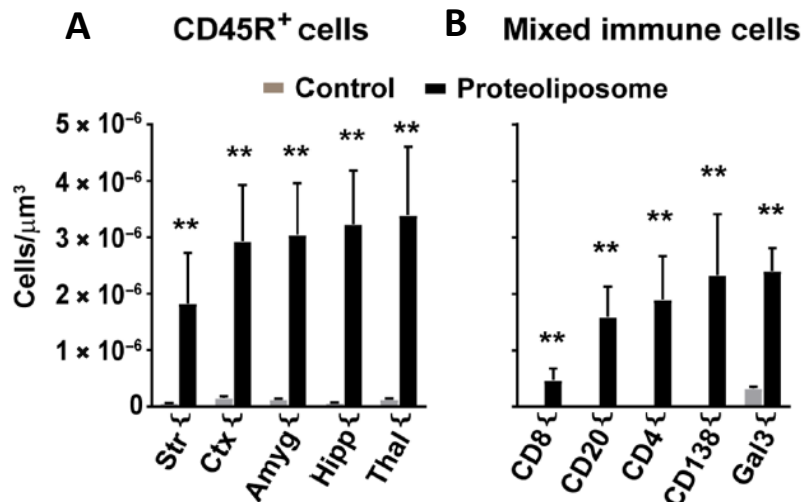 A CD45R⁺ cells
B Mixed immune cells
Control Proteoliposome
Cells/μm³
5 × 10⁻⁶
4 × 10⁻⁶
3 × 10⁻⁶
2 × 10⁻⁶
1 × 10⁻⁶
0
** ** ** ** **
** ** ** ** **
Str { Ctx { Amyg { Hipp { Thal {
CD8 { CD20 { CD4 { CD138 { Gal3 {